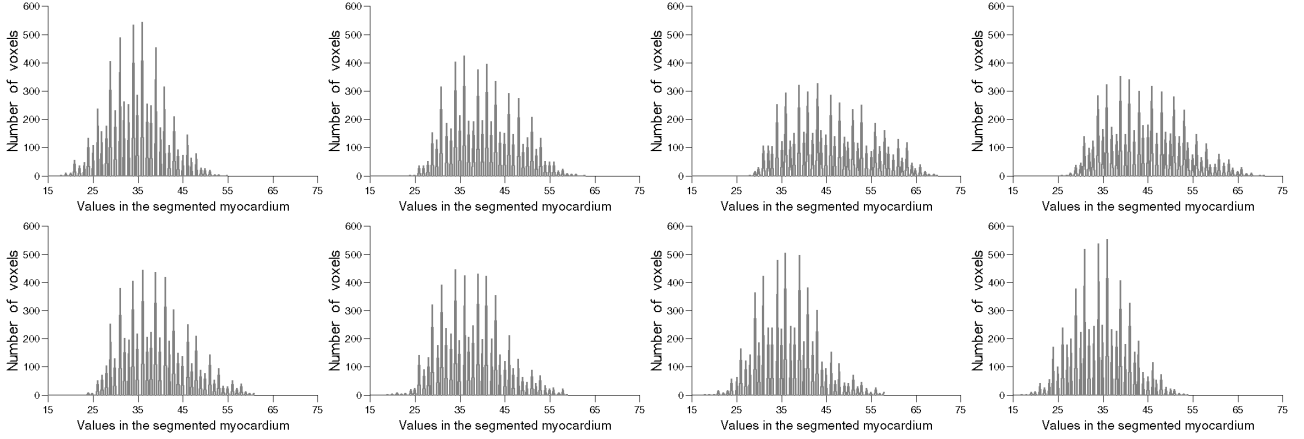 600 600 600 600
500 500 500 500
400 400 400 400
300 300 300 300
200 200 200 200
100 100 100 100
0 0 0 0
15 25 35 45 55 65 75 15 25 35 45 55 65 75 15 25 35 45 55 65 75 15 25 35 45 55 65 75
Number of voxels Number of voxels Number of voxels Number of voxels
Values in the segmented myocardium Values in the segmented myocardium Values in the segmented myocardium Values in the segmented myocardium
600 600 600 600
500 500 500 500
400 400 400 400
300 300 300 300
200 200 200 200
100 100 100 100
0 0 0 0
15 25 35 45 55 65 75 15 25 35 45 55 65 75 15 25 35 45 55 65 75 15 25 35 45 55 65 75
Number of voxels Number of voxels Number of voxels Number of voxels
Values in the segmented myocardium Values in the segmented myocardium Values in the segmented myocardium Values in the segmented myocardium